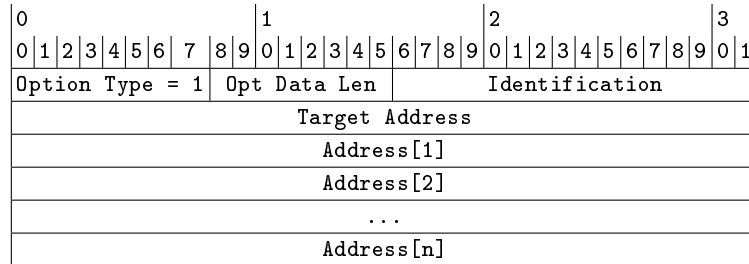 0 1 2 3
0 1 2 3 4 5 6 7 8 9 0 1 2 3 4 5 6 7 8 9 0 1 2 3 4 5 6 7 8 9 0 1
Option Type = 1 Opt Data Len Identification
Target Address
Address[1]
Address[2]
...
Address[n]